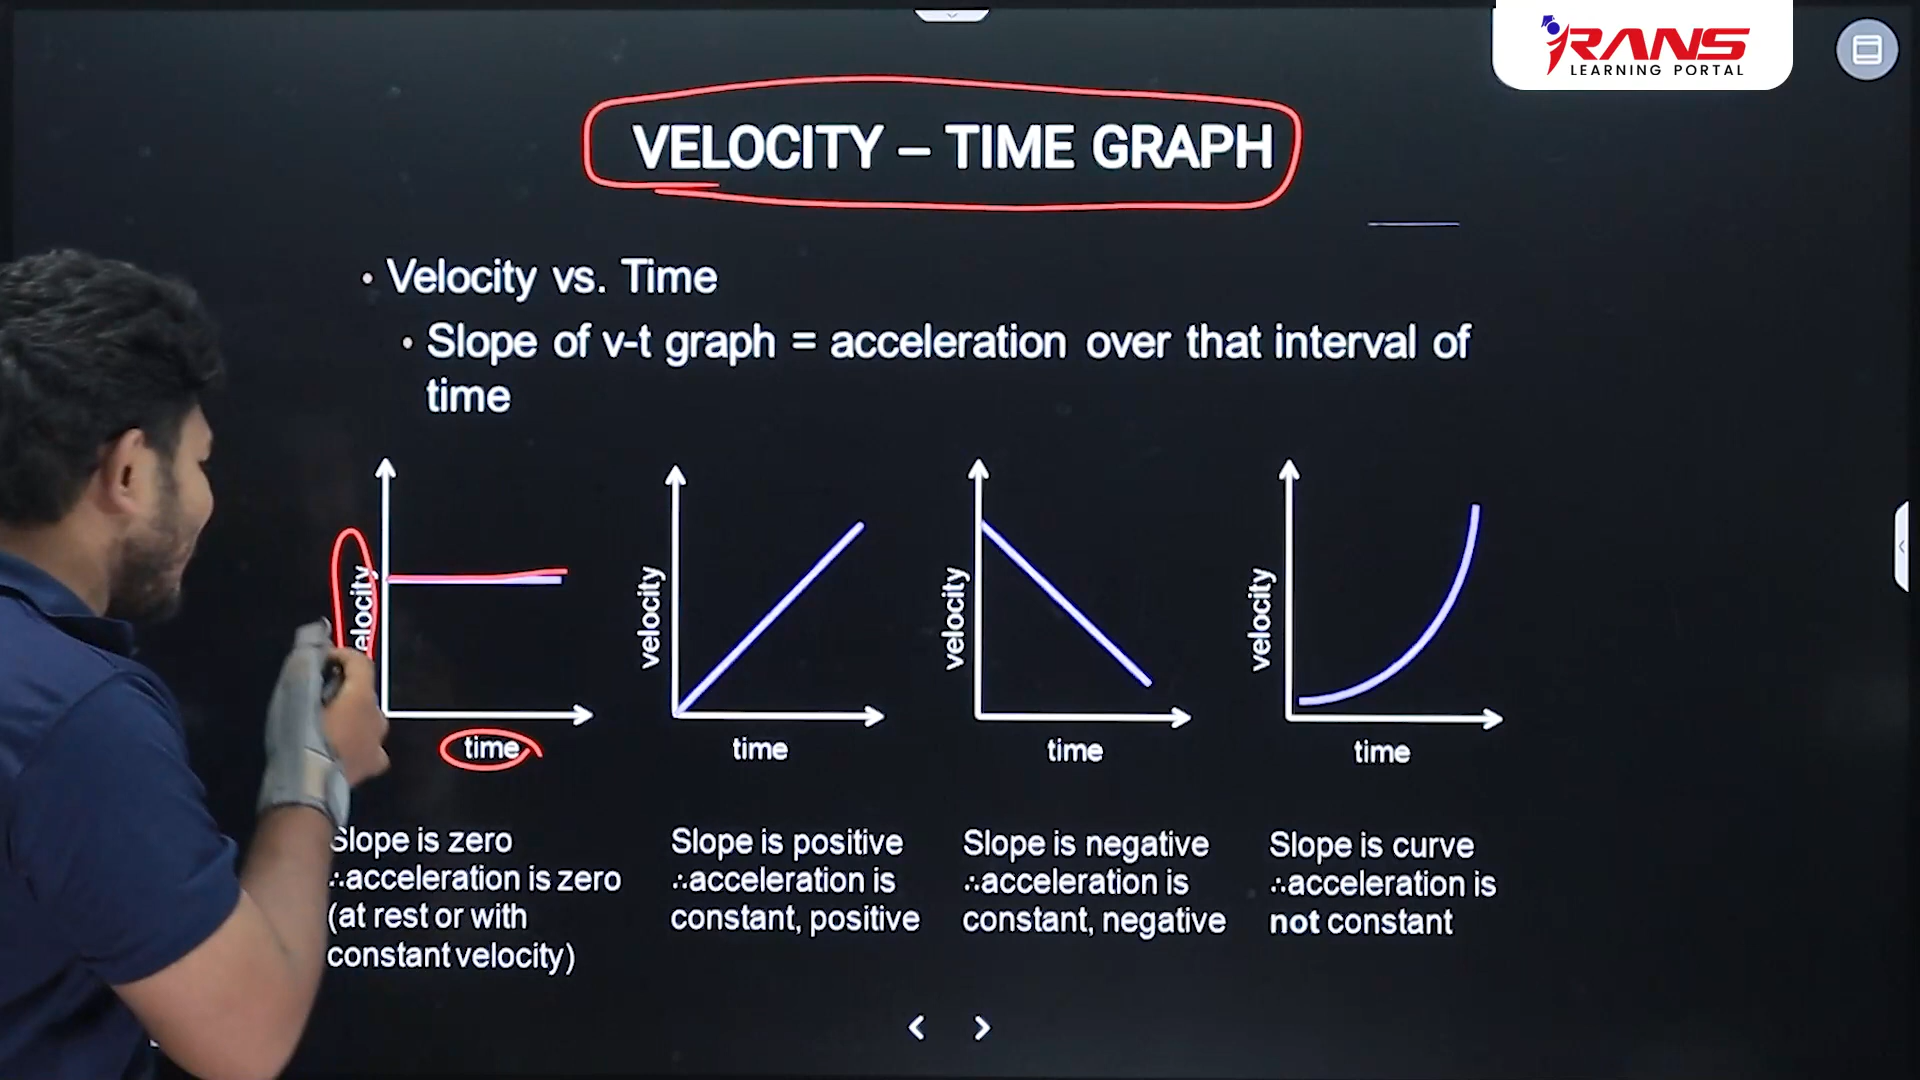 RANS
LEARNING PORTAL
VELOCITY – TIME GRAPH
• Velocity vs. Time
• Slope of v-t graph = acceleration over that interval of
time
velocity
time
Slope is zero
∴acceleration is zero
(at rest or with
constant velocity)
velocity
time
Slope is positive
∴acceleration is
constant, positive
velocity
time
Slope is negative
∴acceleration is
constant, negative
velocity
time
Slope is curve
∴acceleration is
not constant